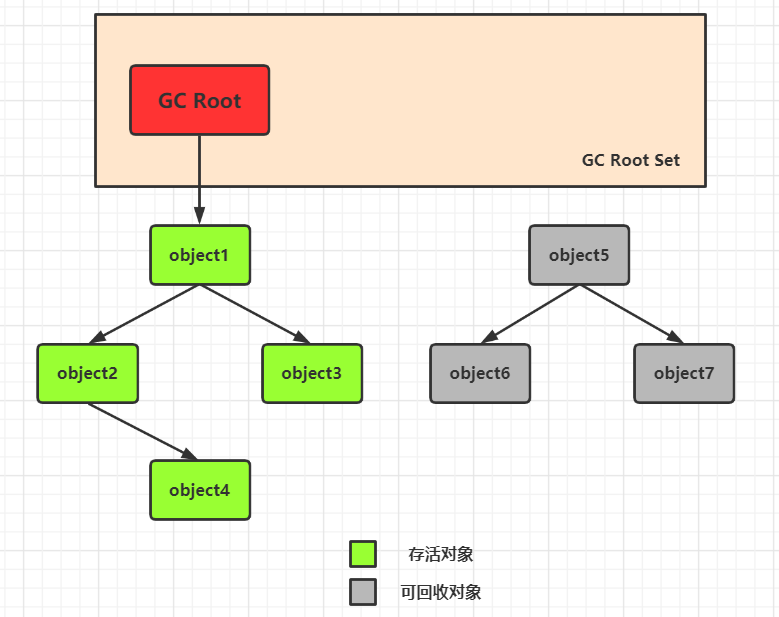 GC Root
GC Root Set
object1
object5
object2
object3
object6
object7
object4
存活对象
可回收对象